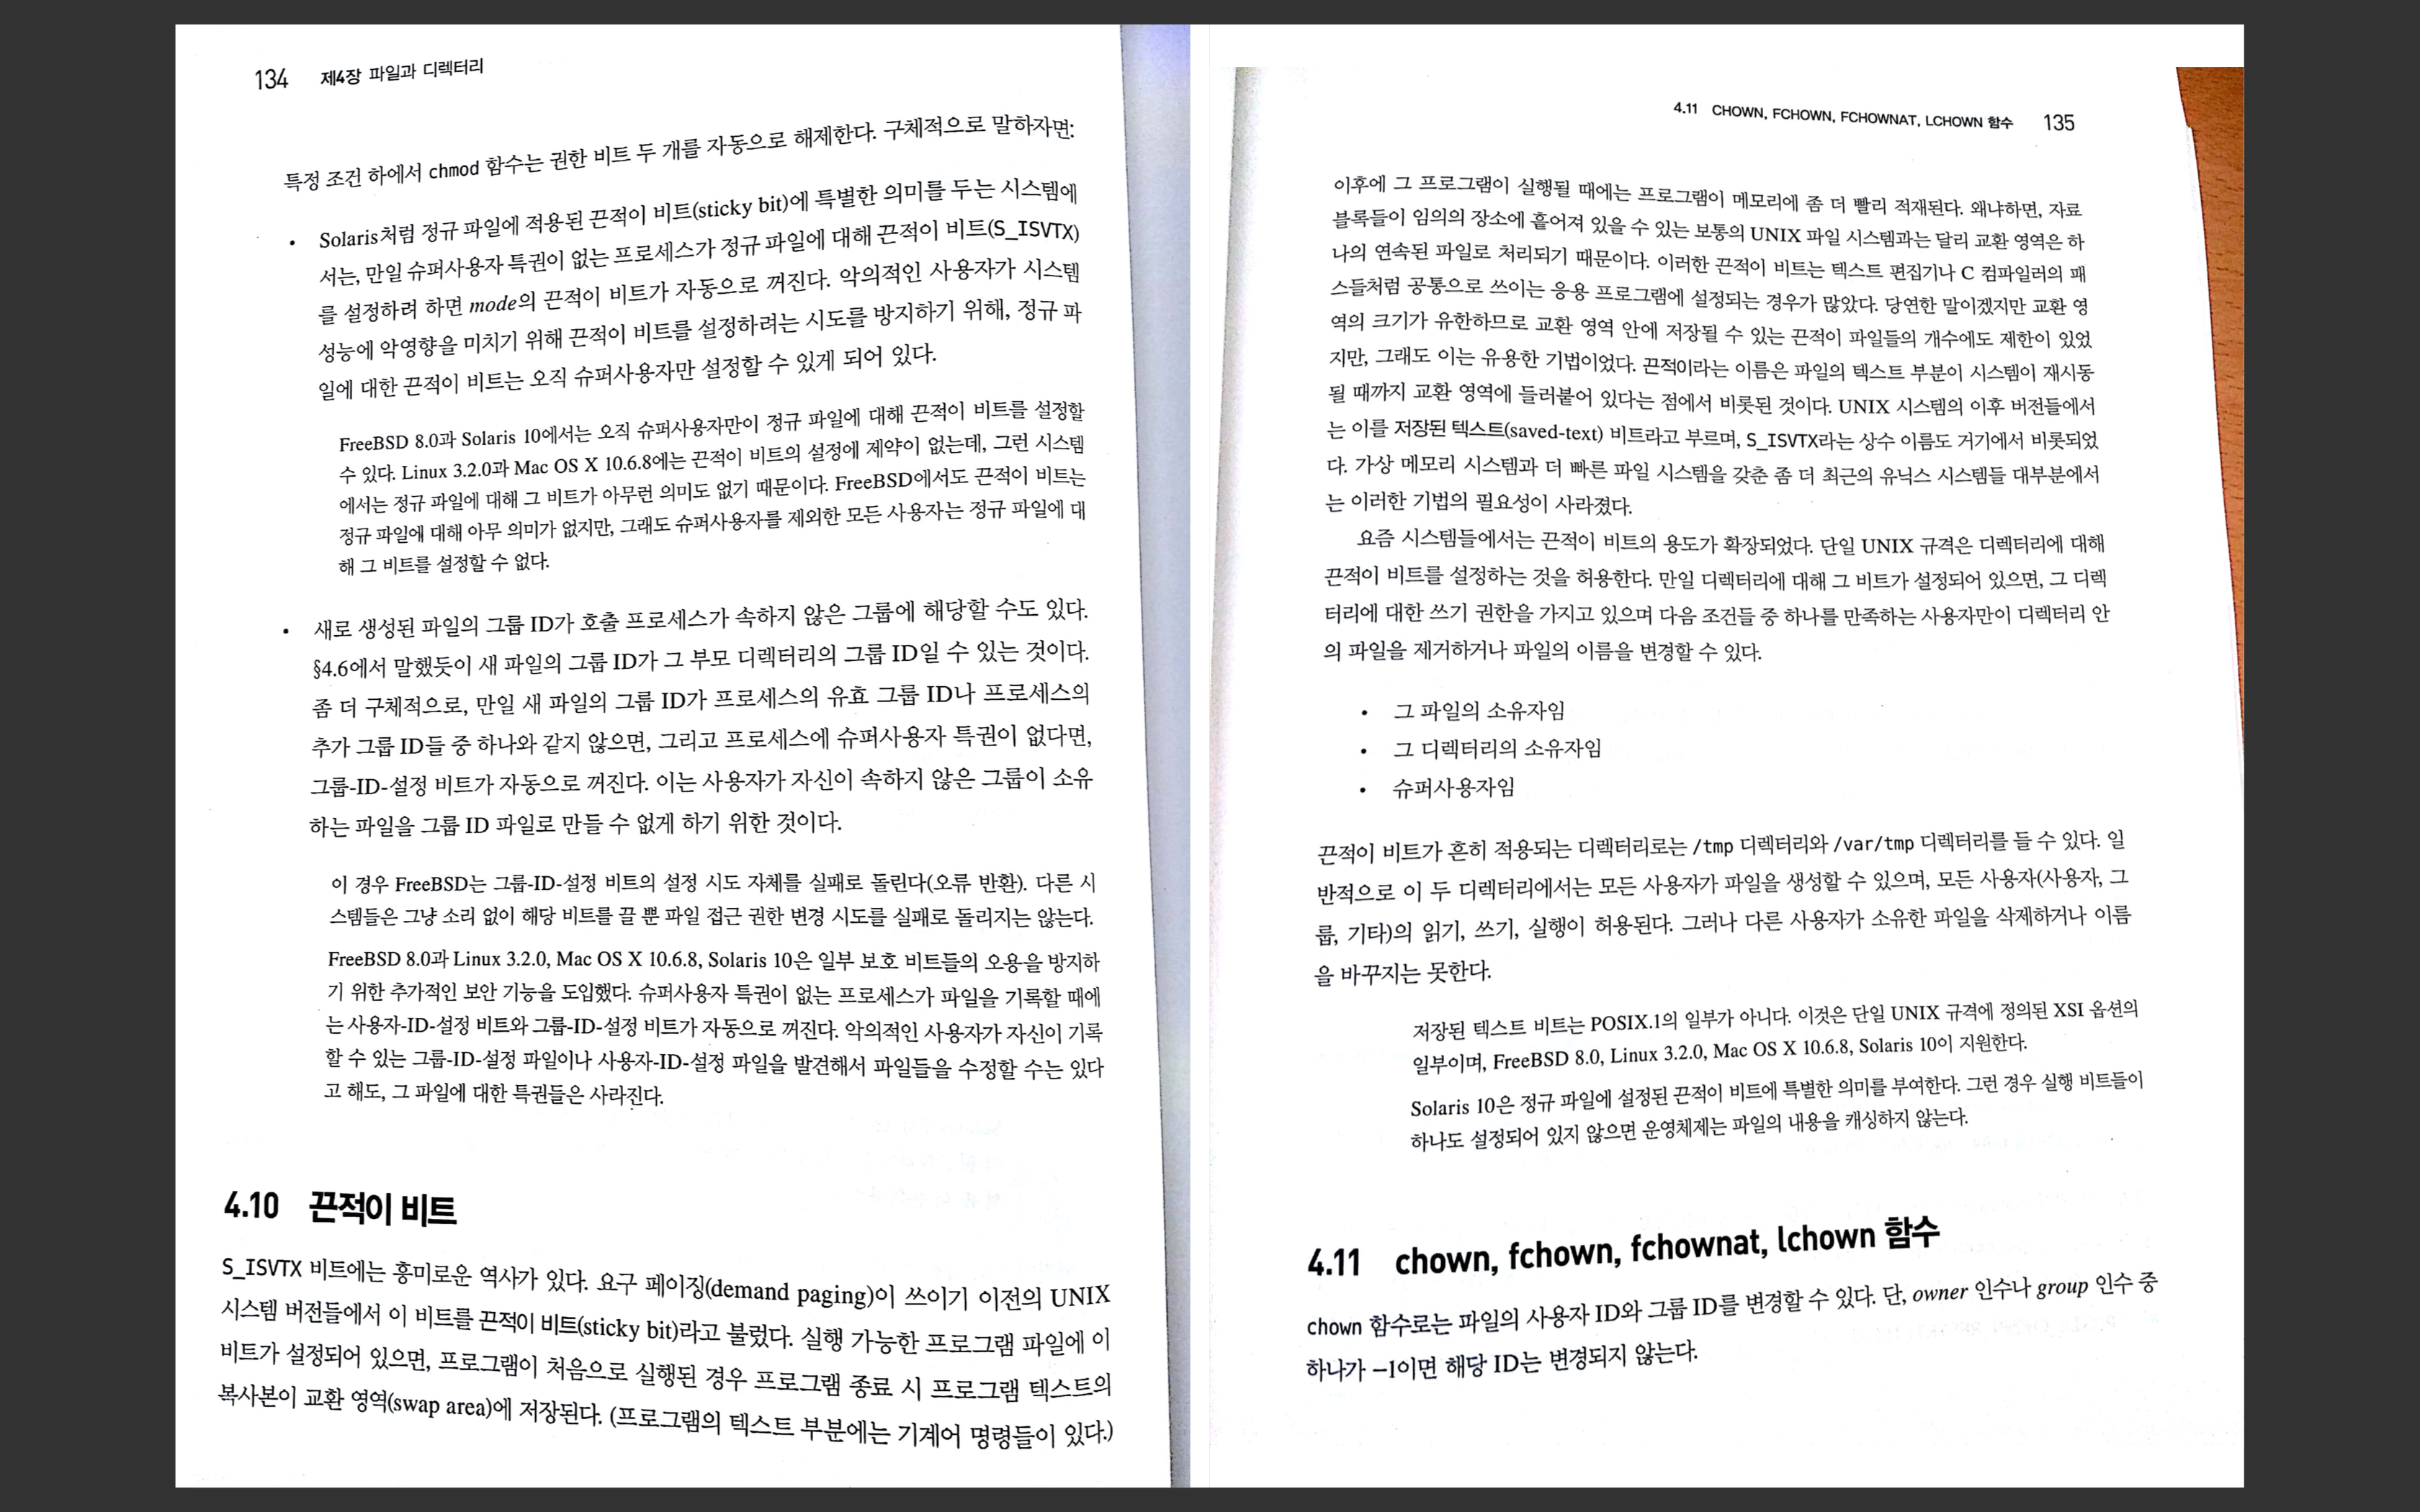 134 제4장 파일과 디렉터리
특정 조건 하에서 chmod 함수는 권한 비트 두 개를 자동으로 해제한다. 구체적으로 말하자면:
• Solaris처럼 정규 파일에 적용된 끈적이 비트(sticky bit)에 특별한 의미를 두는 시스템에
서는, 만일 슈퍼사용자 특권이 없는 프로세스가 정규 파일에 대해 끈적이 비트(S_ISVTX)
를 설정하려 하면 mode의 끈적이 비트가 자동으로 꺼진다. 악의적인 사용자가 시스템
성능에 악영향을 미치기 위해 끈적이 비트를 설정하려는 시도를 방지하기 위해, 정규 파
일에 대한 끈적이 비트는 오직 슈퍼사용자만 설정할 수 있게 되어 있다.
FreeBSD 8.0과 Solaris 10에서는 오직 슈퍼사용자만이 정규 파일에 대해 끈적이 비트를 설정할
수 있다. Linux 3.2.0과 Mac OS X 10.6.8에는 끈적이 비트의 설정에 제약이 없는데, 그런 시스템
에서는 정규 파일에 대해 그 비트가 아무런 의미도 없기 때문이다. FreeBSD에서도 끈적이 비트는
정규 파일에 대해 아무 의미가 없지만, 그래도 슈퍼사용자를 제외한 모든 사용자는 정규 파일에 대
해 그 비트를 설정할 수 없다.
• 새로 생성된 파일의 그룹 ID가 호출 프로세스가 속하지 않은 그룹에 해당할 수도 있다.
§4.6에서 말했듯이 새 파일의 그룹 ID가 그 부모 디렉터리의 그룹 ID일 수 있는 것이다.
좀 더 구체적으로, 만일 새 파일의 그룹 ID가 프로세스의 유효 그룹 ID나 프로세스의
추가 그룹 ID들 중 하나와 같지 않으면, 그리고 프로세스에 슈퍼사용자 특권이 없다면,
그룹-ID-설정 비트가 자동으로 꺼진다. 이는 사용자가 자신이 속하지 않은 그룹이 소유
하는 파일을 그룹 ID 파일로 만들 수 없게 하기 위한 것이다.
이 경우 FreeBSD는 그룹-ID-설정 비트의 설정 시도 자체를 실패로 돌린다(오류 반환). 다른 시
스템들은 그냥 소리 없이 해당 비트를 끌 뿐 파일 접근 권한 변경 시도를 실패로 돌리지는 않는다.
FreeBSD 8.0과 Linux 3.2.0, Mac OS X 10.6.8, Solaris 10은 일부 보호 비트들의 오용을 방지하
기 위한 추가적인 보안 기능을 도입했다. 슈퍼사용자 특권이 없는 프로세스가 파일을 기록할 때에
는 사용자-ID-설정 비트와 그룹-ID-설정 비트가 자동으로 꺼진다. 악의적인 사용자가 자신이 기록
할 수 있는 그룹-ID-설정 파일이나 사용자-ID-설정 파일을 발견해서 파일들을 수정할 수는 있다
고 해도, 그 파일에 대한 특권들은 사라진다.
4.10 끈적이 비트
S_ISVTX 비트에는 흥미로운 역사가 있다. 요구 페이징(demand paging)이 쓰이기 이전의 UNIX
시스템 버전들에서 이 비트를 끈적이 비트(sticky bit)라고 불렀다. 실행 가능한 프로그램 파일에 이
비트가 설정되어 있으면, 프로그램이 처음으로 실행된 경우 프로그램 종료 시 프로그램 텍스트의
복사본이 교환 영역(swap area)에 저장된다. (프로그램의 텍스트 부분에는 기계어 명령들이 있다.)
4.11 CHOWN, FCHOWN, FCHOWNAT, LCHOWN 함수 135
이후에 그 프로그램이 실행될 때에는 프로그램이 메모리에 좀 더 빨리 적재된다. 왜냐하면, 자료
블록들이 임의의 장소에 흩어져 있을 수 있는 보통의 UNIX 파일 시스템과는 달리 교환 영역은 하
나의 연속된 파일로 처리되기 때문이다. 이러한 끈적이 비트는 텍스트 편집기나 C 컴파일러의 패
스들처럼 공통으로 쓰이는 응용 프로그램에 설정되는 경우가 많았다. 당연한 말이겠지만 교환 영
역의 크기가 유한하므로 교환 영역 안에 저장될 수 있는 끈적이 파일들의 개수에도 제한이 있었
지만, 그래도 이는 유용한 기법이었다. 끈적이라는 이름은 파일의 텍스트 부분이 시스템이 재시동
될 때까지 교환 영역에 들러붙어 있다는 점에서 비롯된 것이다. UNIX 시스템의 이후 버전들에서
는 이를 저장된 텍스트(saved-text) 비트라고 부르며, S_ISVTX라는 상수 이름도 거기에서 비롯되었
다. 가상 메모리 시스템과 더 빠른 파일 시스템을 갖춘 좀 더 최근의 유닉스 시스템들 대부분에서
는 이러한 기법의 필요성이 사라졌다.
요즘 시스템들에서는 끈적이 비트의 용도가 확장되었다. 단일 UNIX 규격은 디렉터리에 대해
끈적이 비트를 설정하는 것을 허용한다. 만일 디렉터리에 대해 그 비트가 설정되어 있으면, 그 디렉
터리에 대한 쓰기 권한을 가지고 있으며 다음 조건들 중 하나를 만족하는 사용자만이 디렉터리 안
의 파일을 제거하거나 파일의 이름을 변경할 수 있다.
• 그 파일의 소유자임
• 그 디렉터리의 소유자임
• 슈퍼사용자임
끈적이 비트가 흔히 적용되는 디렉터리로는 /tmp 디렉터리와 /var/tmp 디렉터리를 들 수 있다. 일
반적으로 이 두 디렉터리에서는 모든 사용자가 파일을 생성할 수 있으며, 모든 사용자(사용자, 그
룹, 기타)의 읽기, 쓰기, 실행이 허용된다. 그러나 다른 사용자가 소유한 파일을 삭제하거나 이름
을 바꾸지는 못한다.
저장된 텍스트 비트는 POSIX.1의 일부가 아니다. 이것은 단일 UNIX 규격에 정의된 XSI 옵션의
일부이며, FreeBSD 8.0, Linux 3.2.0, Mac OS X 10.6.8, Solaris 10이 지원한다.
Solaris 10은 정규 파일에 설정된 끈적이 비트에 특별한 의미를 부여한다. 그런 경우 실행 비트들이
하나도 설정되어 있지 않으면 운영체제는 파일의 내용을 캐싱하지 않는다.
4.11 chown, fchown, fchownat, lchown 함수
chown 함수로는 파일의 사용자 ID와 그룹 ID를 변경할 수 있다. 단, owner 인수나 group 인수 중
하나가 –1이면 해당 ID는 변경되지 않는다.